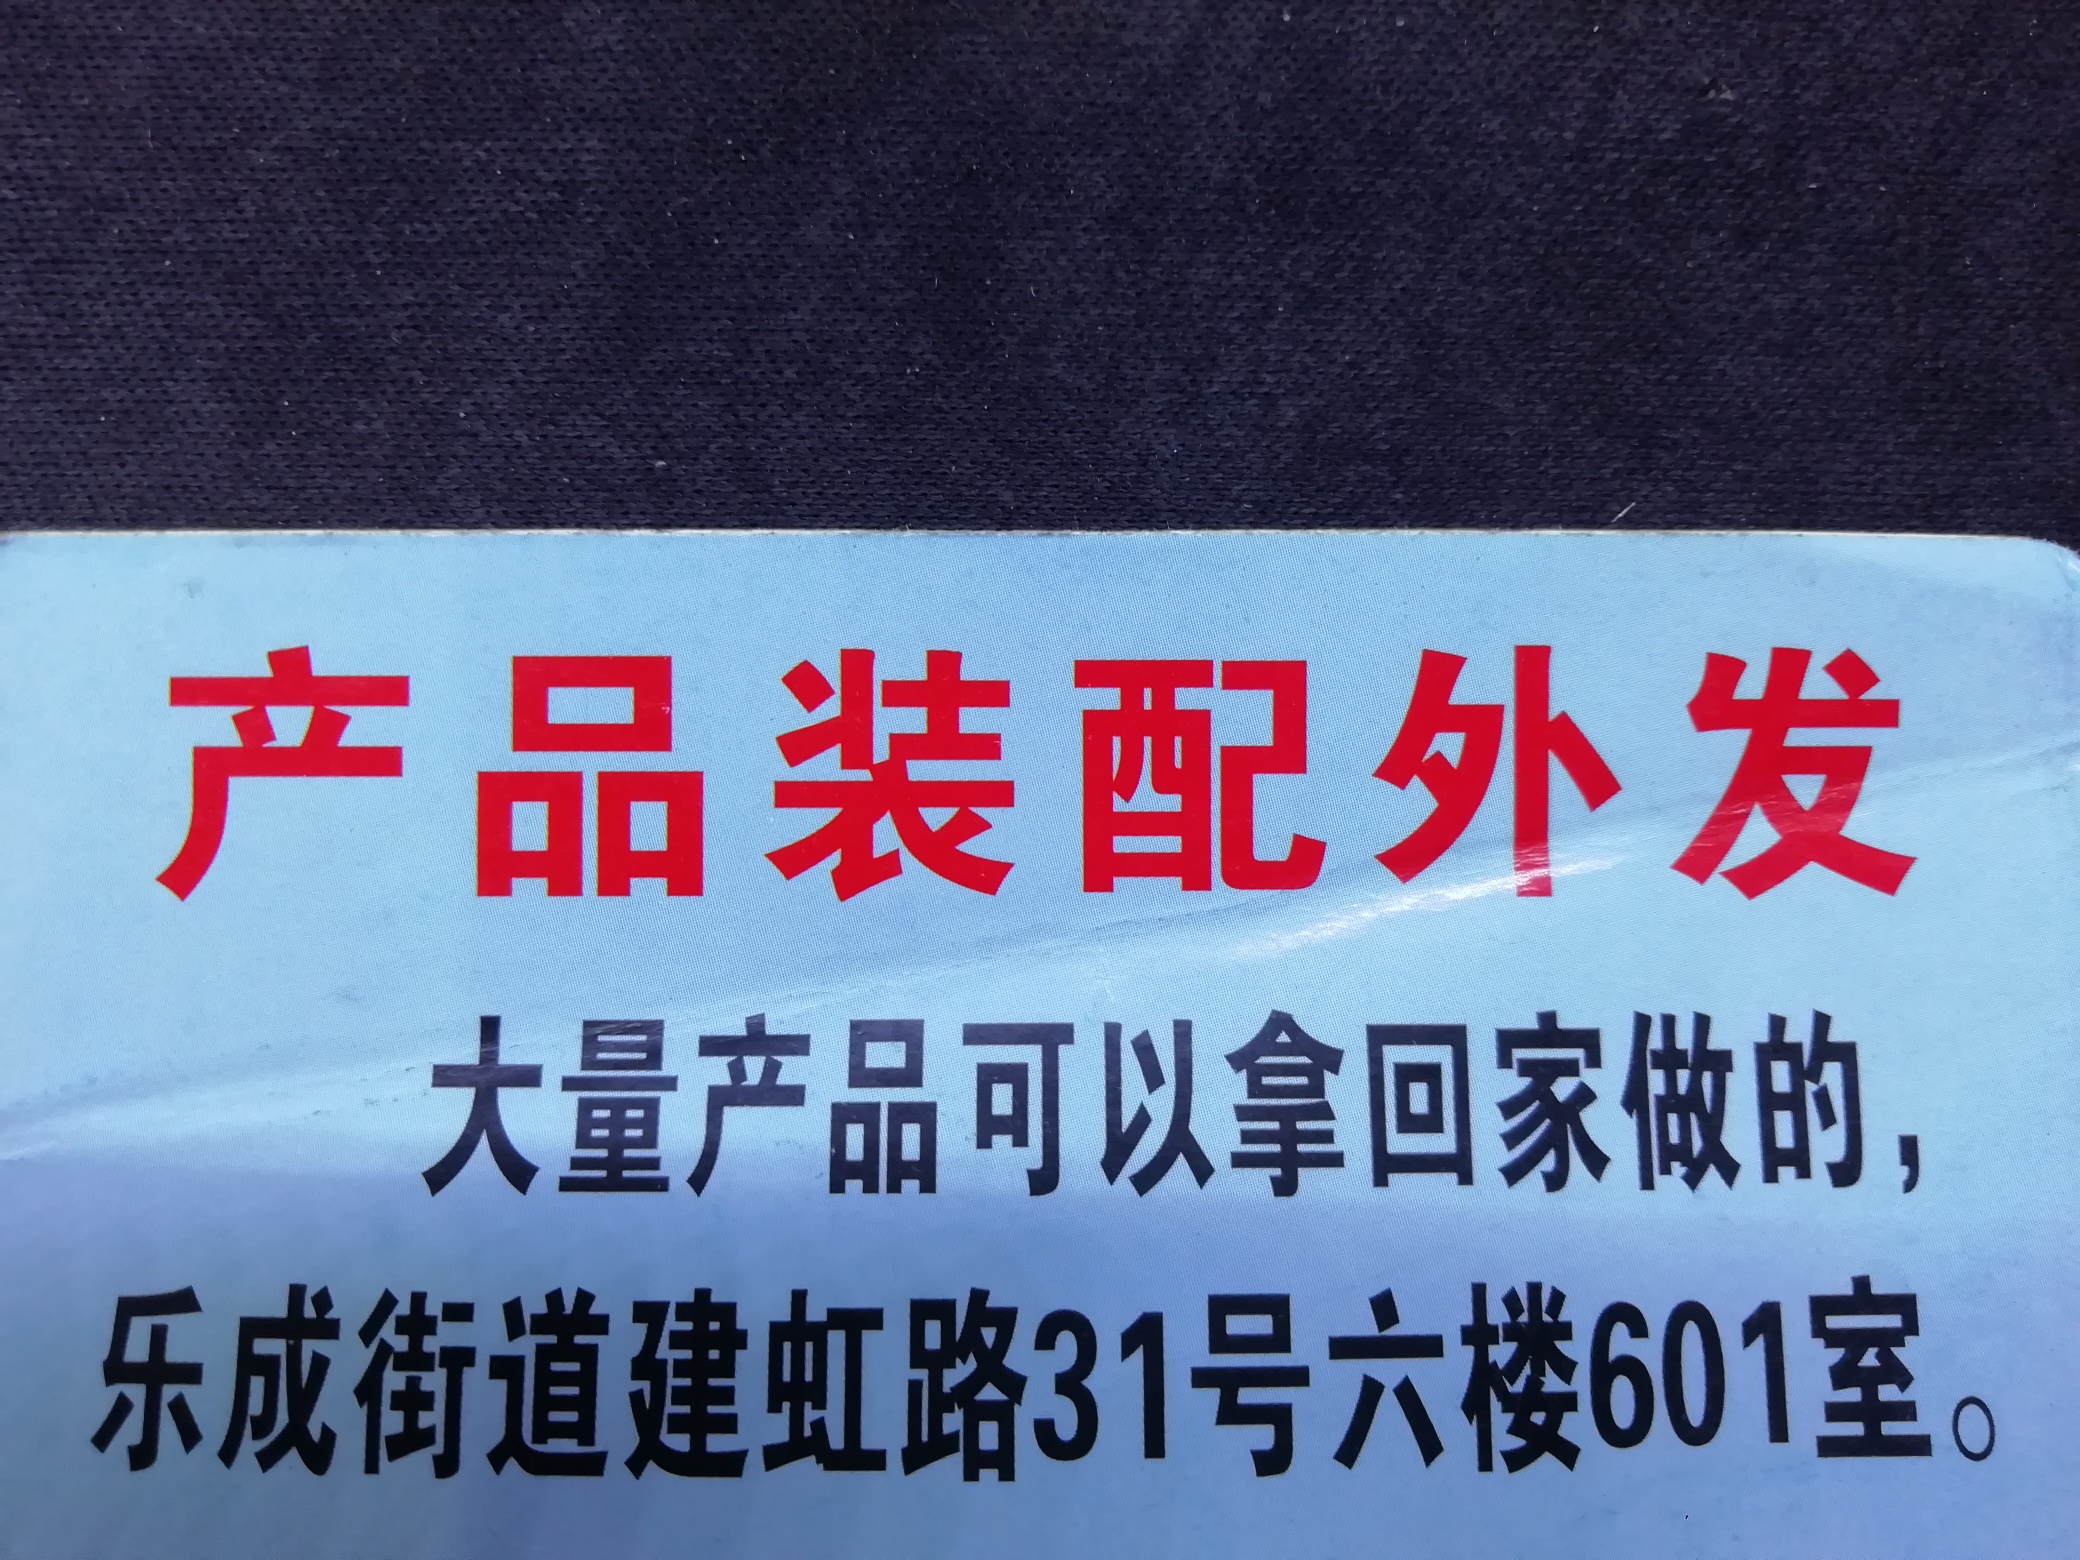 产品装配外发
大量产品可以拿回家做的，
乐成街道建虹路31号六楼601室。